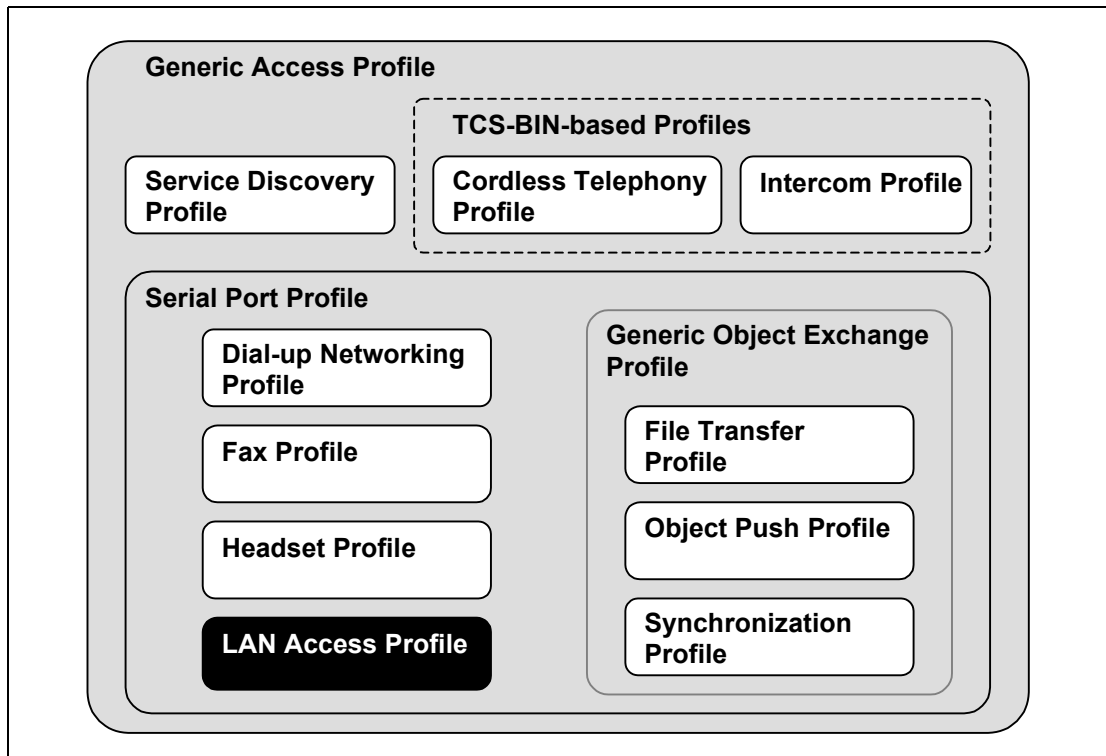 Generic Access Profile
TCS-BIN-based Profiles
Service Discovery
Profile
Cordless Telephony
Profile
Intercom Profile
Serial Port Profile
Dial-up Networking
Profile
Fax Profile
Headset Profile
LAN Access Profile
Generic Object Exchange
Profile
File Transfer
Profile
Object Push Profile
Synchronization
Profile